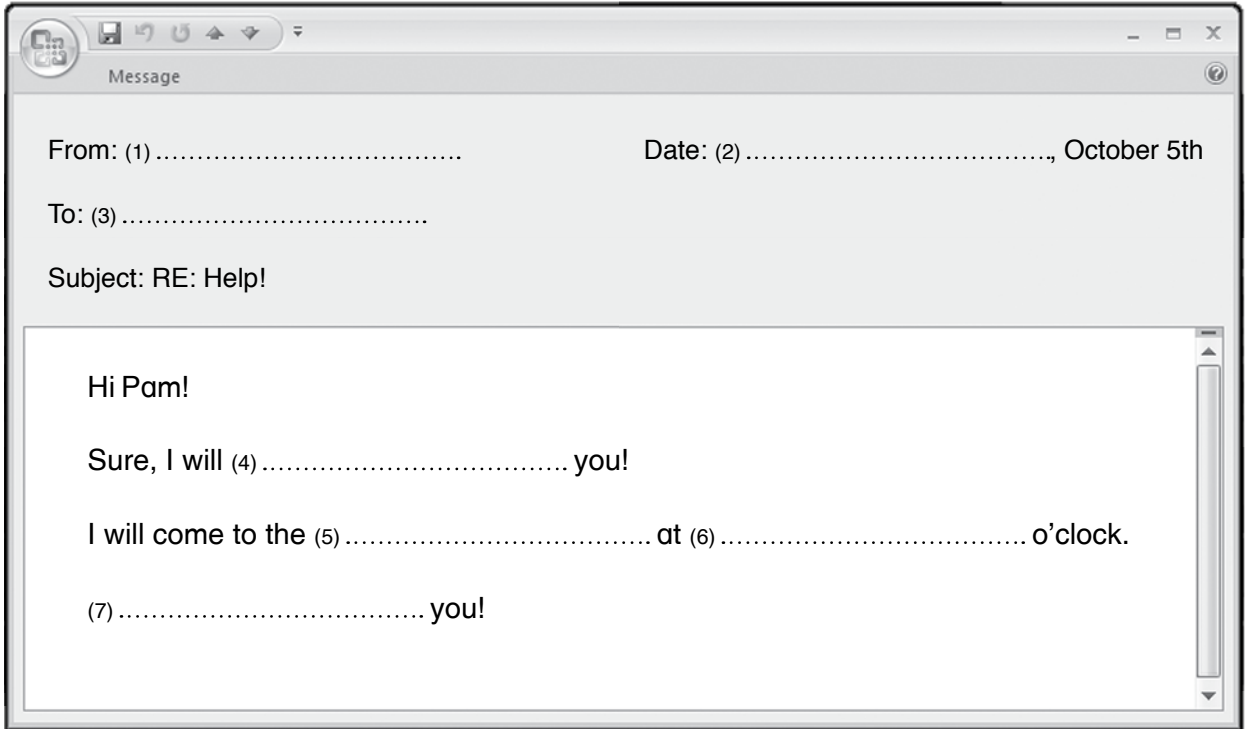 Message
From: (1) ..................................... Date: (2) ....................................., October 5th
To: (3) .....................................
Subject: RE: Help!
Hi Pam!
Sure, I will (4) ..................................... you!
I will come to the (5) ..................................... at (6) ..................................... o'clock.
(7) ..................................... you!